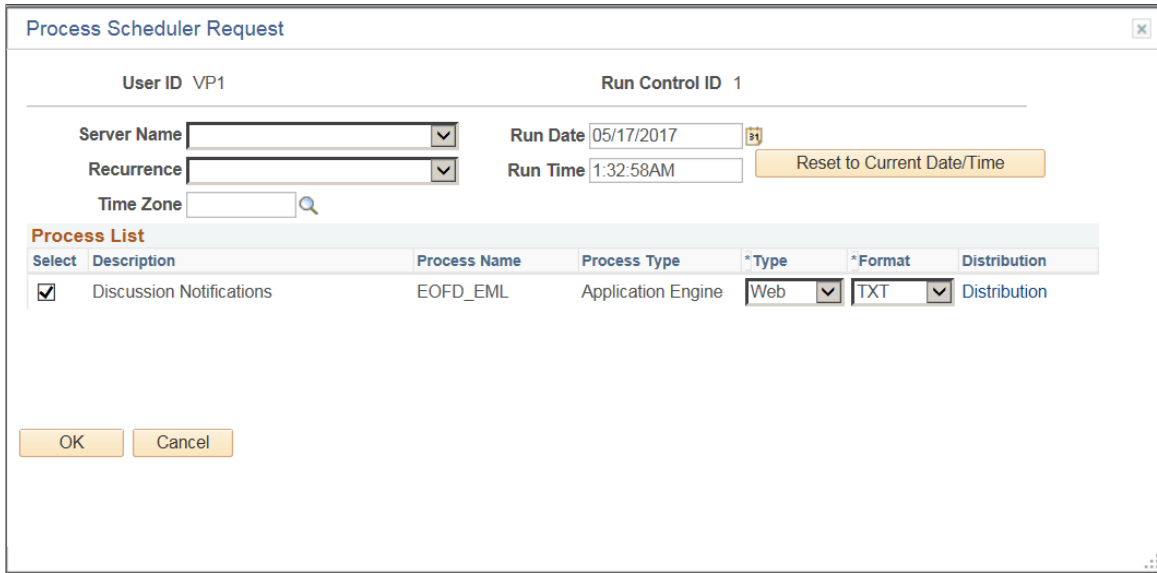 Process Scheduler Request
User ID VP1 Run Control ID 1
Server Name Run Date 05/17/2017 31
Recurrence Run Time 1:32:58AM Reset to Current Date/Time
Time Zone
Process List
Select Description Process Name Process Type *Type *Format Distribution
Discussion Notifications EOFD_EML Application Engine Web TXT Distribution
OK Cancel